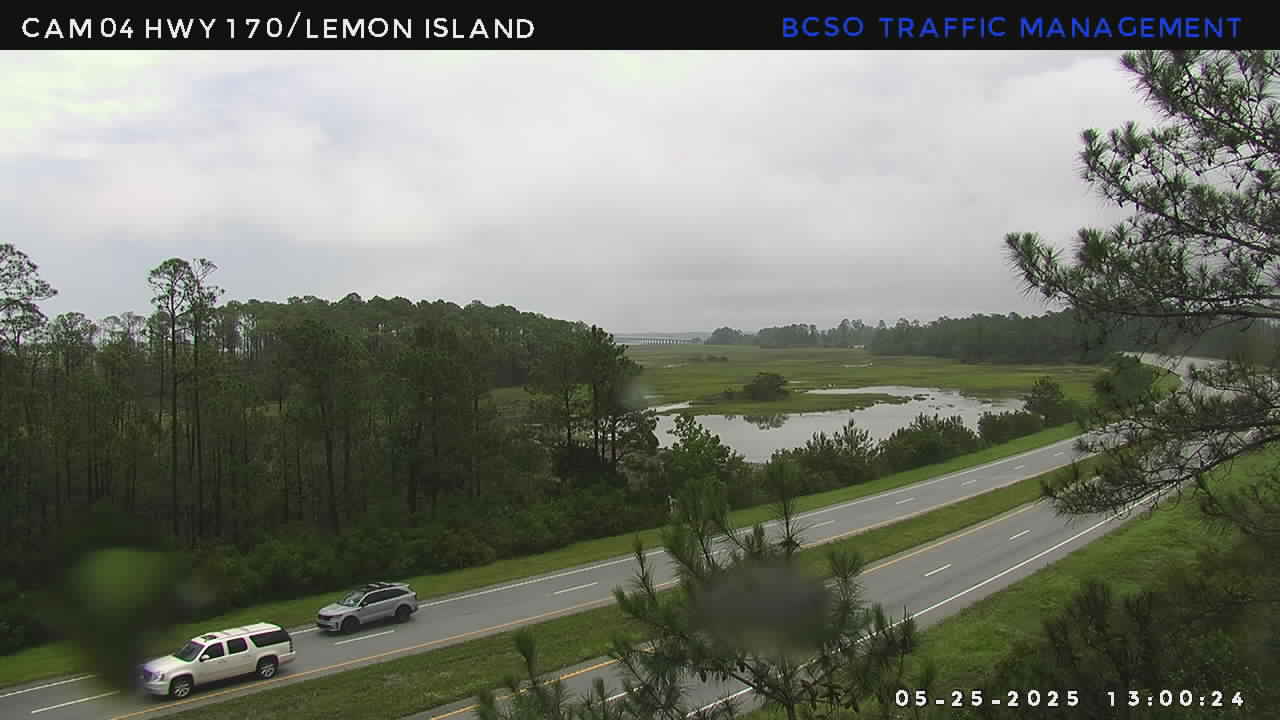 CAM04 HWY 170/LEMON ISLAND
BCSO TRAFFIC MANAGEMENT
05-25-2025 13:00:24